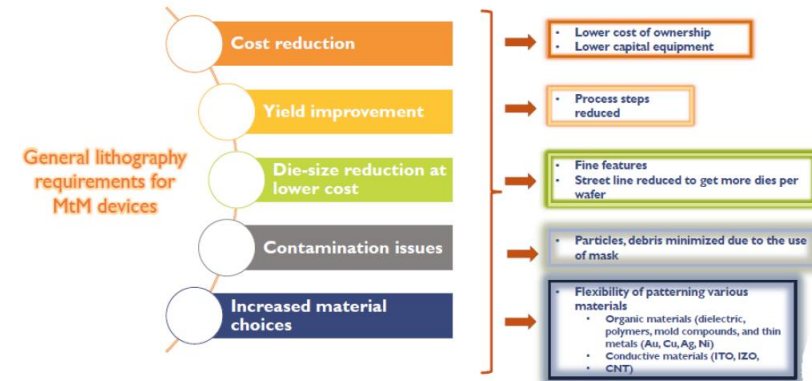 General lithography
requirements for
MtM devices
Cost reduction
• Lower cost of ownership
• Lower capital equipment
Yield improvement
• Process steps
reduced
Die-size reduction at
lower cost
• Fine features
• Street line reduced to get more dies per
wafer
Contamination issues
• Particles, debris minimized due to the use
of mask
Increased material
choices
• Flexibility of patterning various
materials
• Organic materials (dielectric,
polymers, mold compounds, and thin
metals (Au, Cu, Ag, Ni)
• Conductive materials (ITO, IZO,
• CNT)